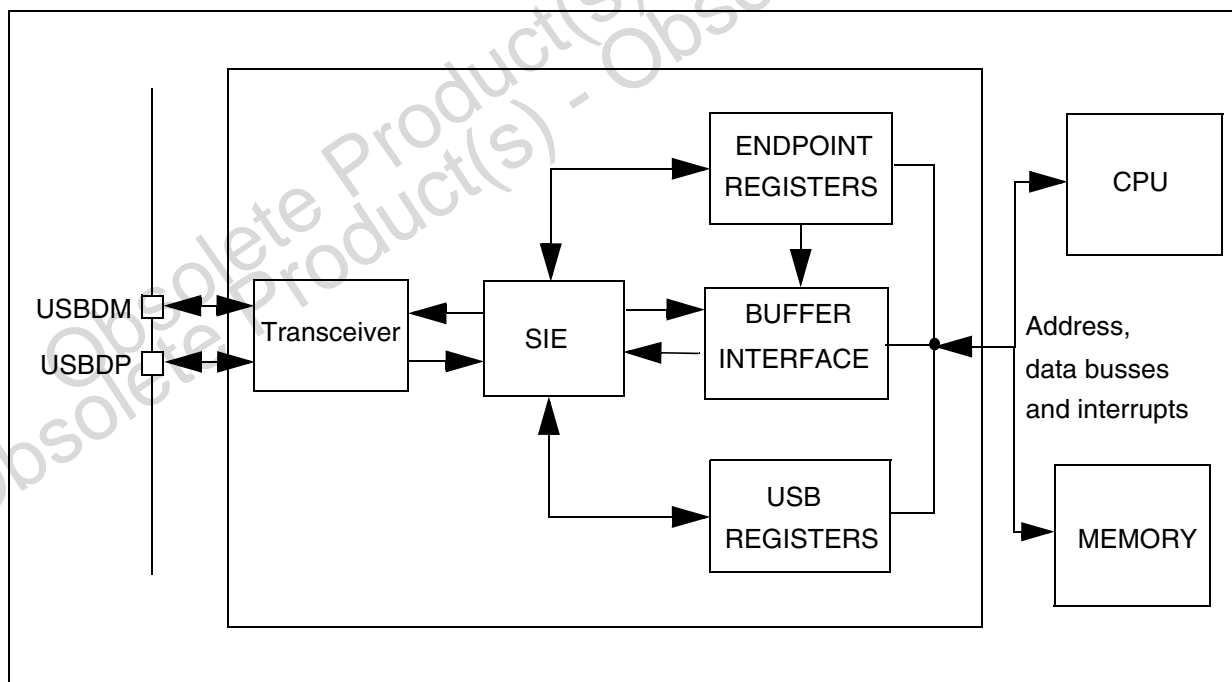 Obsolete Product(s) - Obso
Obsolete Product(s)
ENDPOINT
REGISTERS
CPU
USBDM
USBDP
Transceiver
SIE
BUFFER
INTERFACE
Address,
data busses
and interrupts
USB
REGISTERS
MEMORY